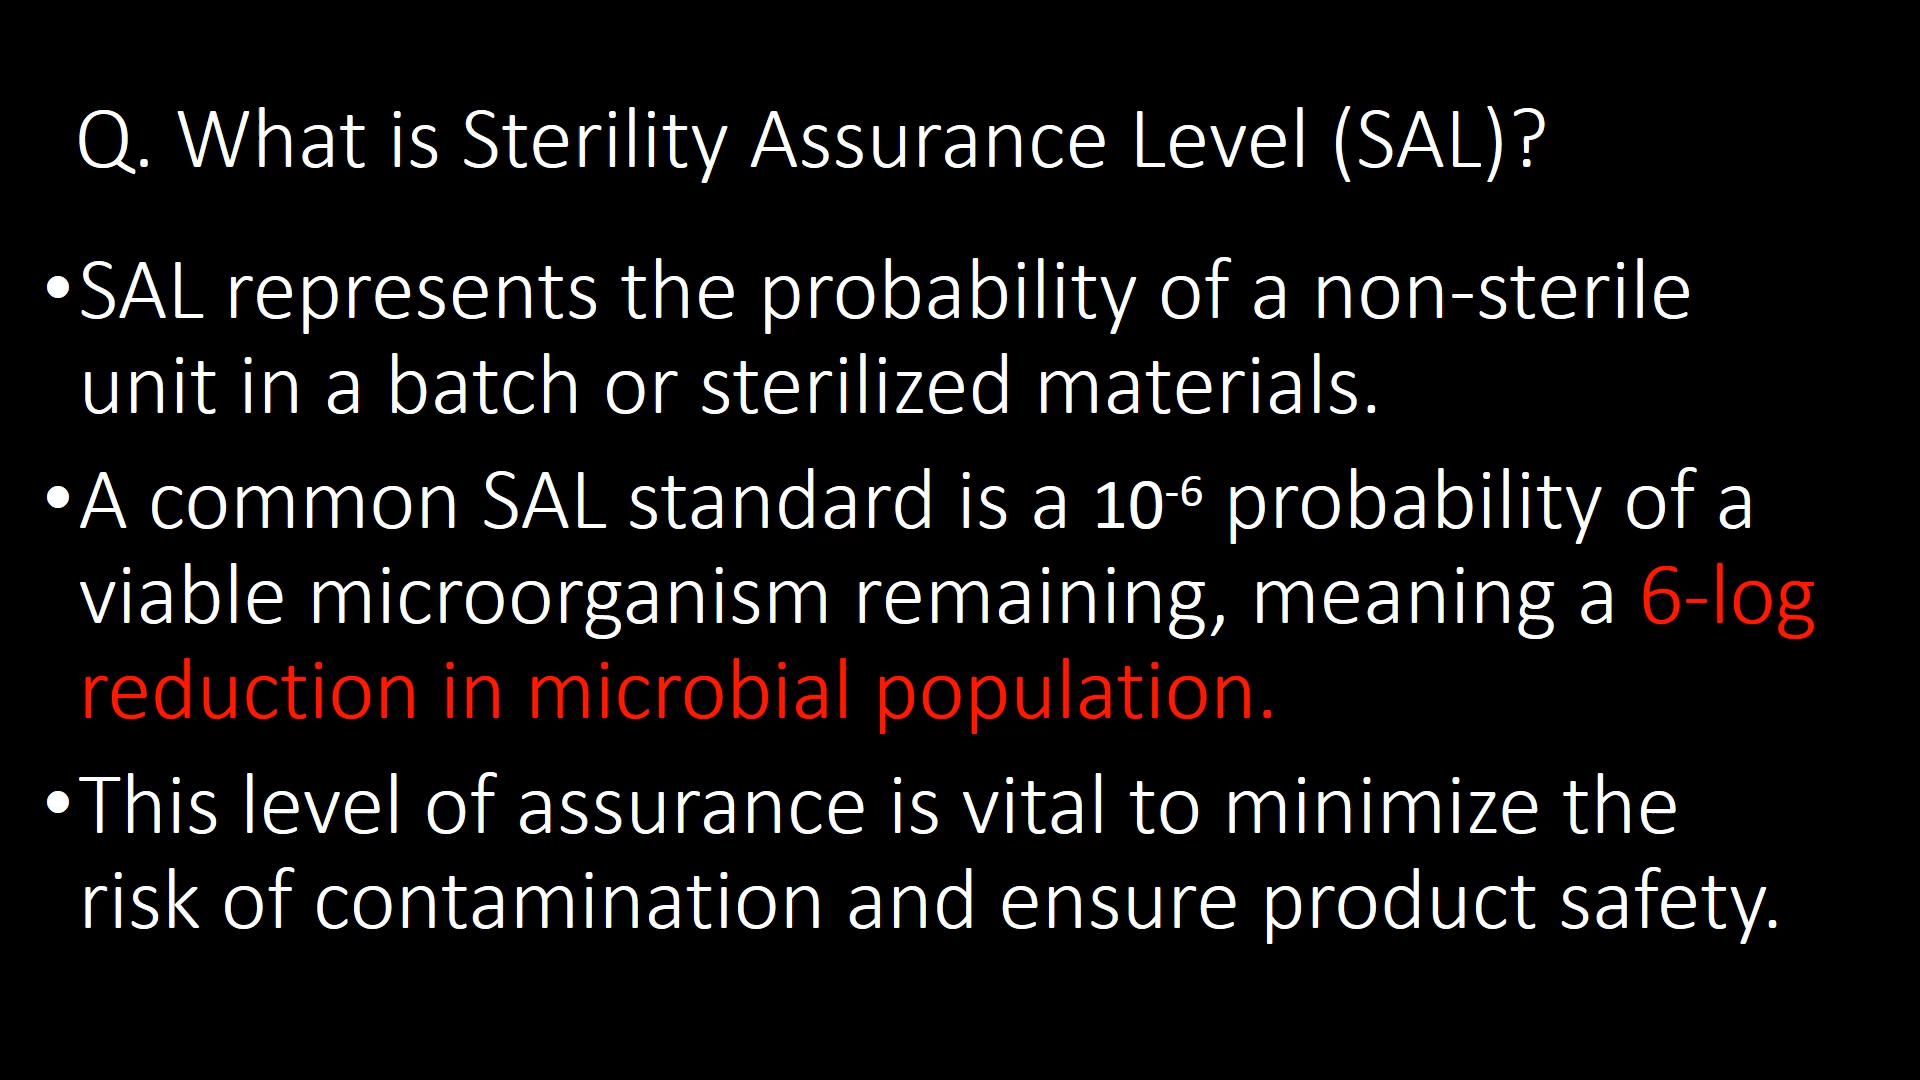 Q. What is Sterility Assurance Level (SAL)?
•SAL represents the probability of a non-sterile
unit in a batch or sterilized materials.
•A common SAL standard is a 10⁻⁶ probability of a
viable microorganism remaining, meaning a 6-log
reduction in microbial population.
•This level of assurance is vital to minimize the
risk of contamination and ensure product safety.